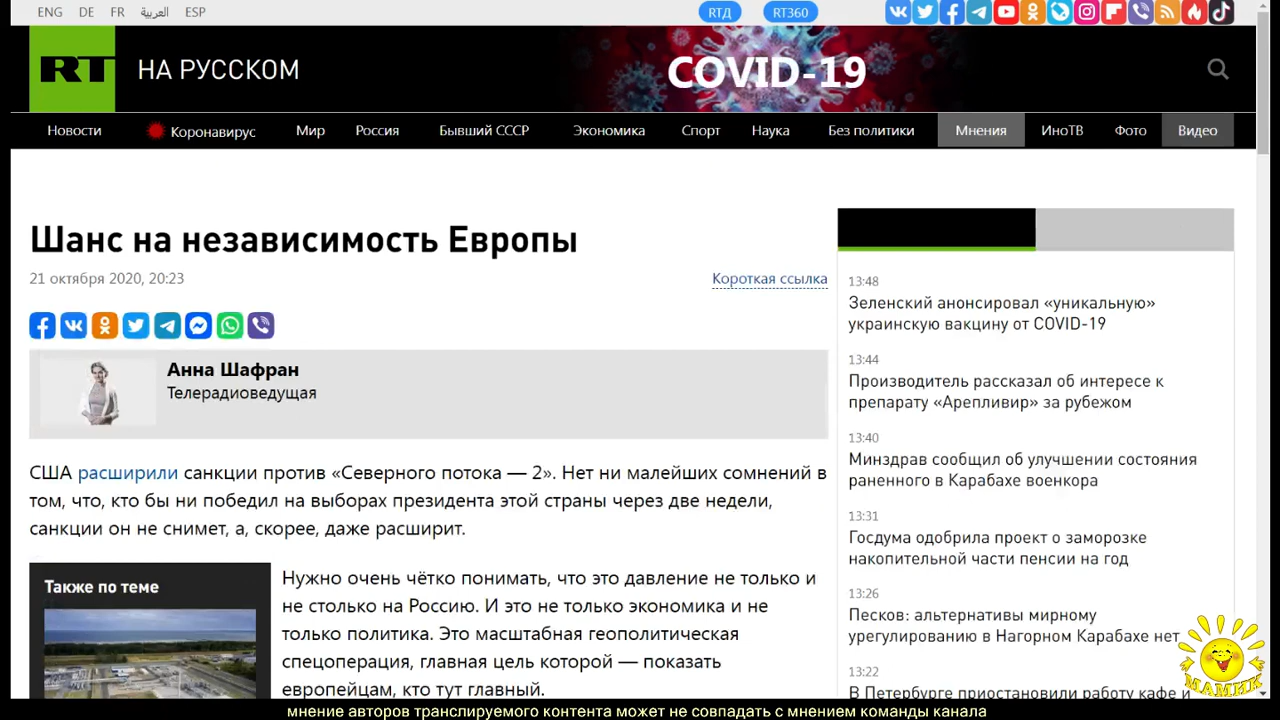 ENG DE FR العربية ESP
RTД RT360
RT НА РУССКОМ
COVID-19
Новости Коронавирус Мир Россия Бывший СССР Экономика Спорт Наука Без политики Мнения ИноТВ Фото Видео
Шанс на независимость Европы
21 октября 2020, 20:23
Короткая ссылка
Анна Шафран
Телерадиоведущая
США расширили санкции против «Северного потока — 2». Нет ни малейших сомнений в
том, что, кто бы ни победил на выборах президента этой страны через две недели,
санкции он не снимет, а, скорее, даже расширит.
Также по теме
Нужно очень чётко понимать, что это давление не только и
не столько на Россию. И это не только экономика и не
только политика. Это масштабная геополитическая
спецоперация, главная цель которой — показать
европейцам, кто тут главный.
13:48
Зеленский анонсировал «уникальную»
украинскую вакцину от COVID-19
13:44
Производитель рассказал об интересе к
препарату «Арепливир» за рубежом
13:40
Минздрав сообщил об улучшении состояния
раненного в Карабахе военкора
13:31
Госдума одобрила проект о заморозке
накопительной части пенсии на год
13:26
Песков: альтернативы мирному
урегулированию в Нагорном Карабахе нет
13:22
В Петербурге приостановили работу кафе и
МАМИК
мнение авторов транслируемого контента может не совпадать с мнением команды канала